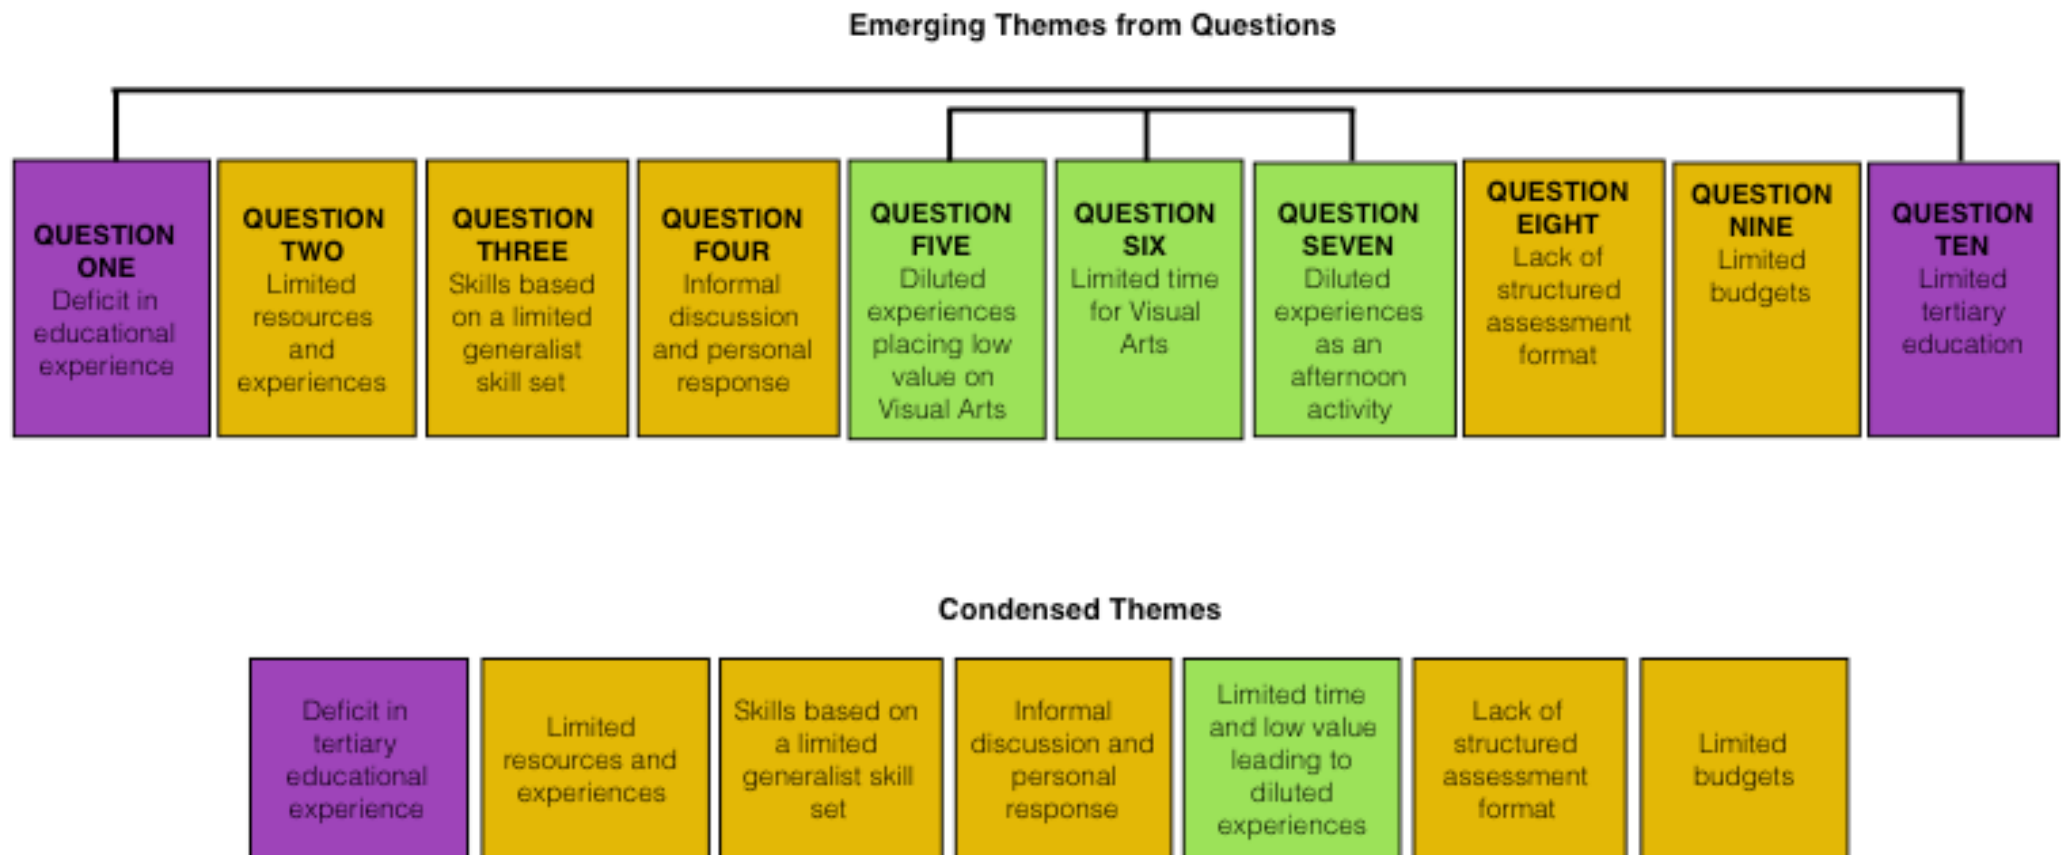 Emerging Themes from Questions
QUESTION
ONE
Deficit in
educational
experience
QUESTION
TWO
Limited
resources
and
experiences
QUESTION
THREE
Skills based
on a limited
generalist
skill set
QUESTION
FOUR
Informal
discussion
and personal
response
QUESTION
FIVE
Diluted
experiences
placing low
value on
Visual Arts
QUESTION
SIX
Limited time
for Visual
Arts
QUESTION
SEVEN
Diluted
experiences
as an
afternoon
activity
QUESTION
EIGHT
Lack of
structured
assessment
format
QUESTION
NINE
Limited
budgets
QUESTION
TEN
Limited
tertiary
education
Condensed Themes
Deficit in
tertiary
educational
experience
Limited
resources and
experiences
Skills based on
a limited
generalist skill
set
Informal
discussion and
personal
response
Limited time
and low value
leading to
diluted
experiences
Lack of
structured
assessment
format
Limited
budgets